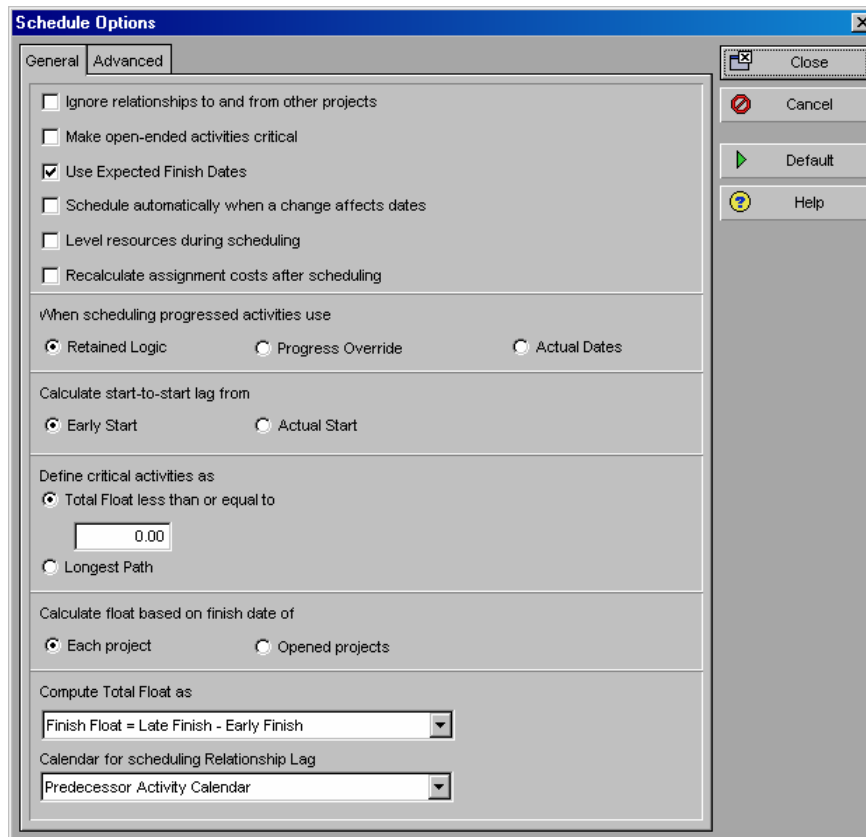 Schedule Options
General Advanced
Close
Cancel
Default
Help
Ignore relationships to and from other projects
Make open-ended activities critical
Use Expected Finish Dates
Schedule automatically when a change affects dates
Level resources during scheduling
Recalculate assignment costs after scheduling
When scheduling progressed activities use
Retained Logic Progress Override Actual Dates
Calculate start-to-start lag from
Early Start Actual Start
Define critical activities as
Total Float less than or equal to
0.00
Longest Path
Calculate float based on finish date of
Each project Opened projects
Compute Total Float as
Finish Float = Late Finish - Early Finish
Calendar for scheduling Relationship Lag
Predecessor Activity Calendar